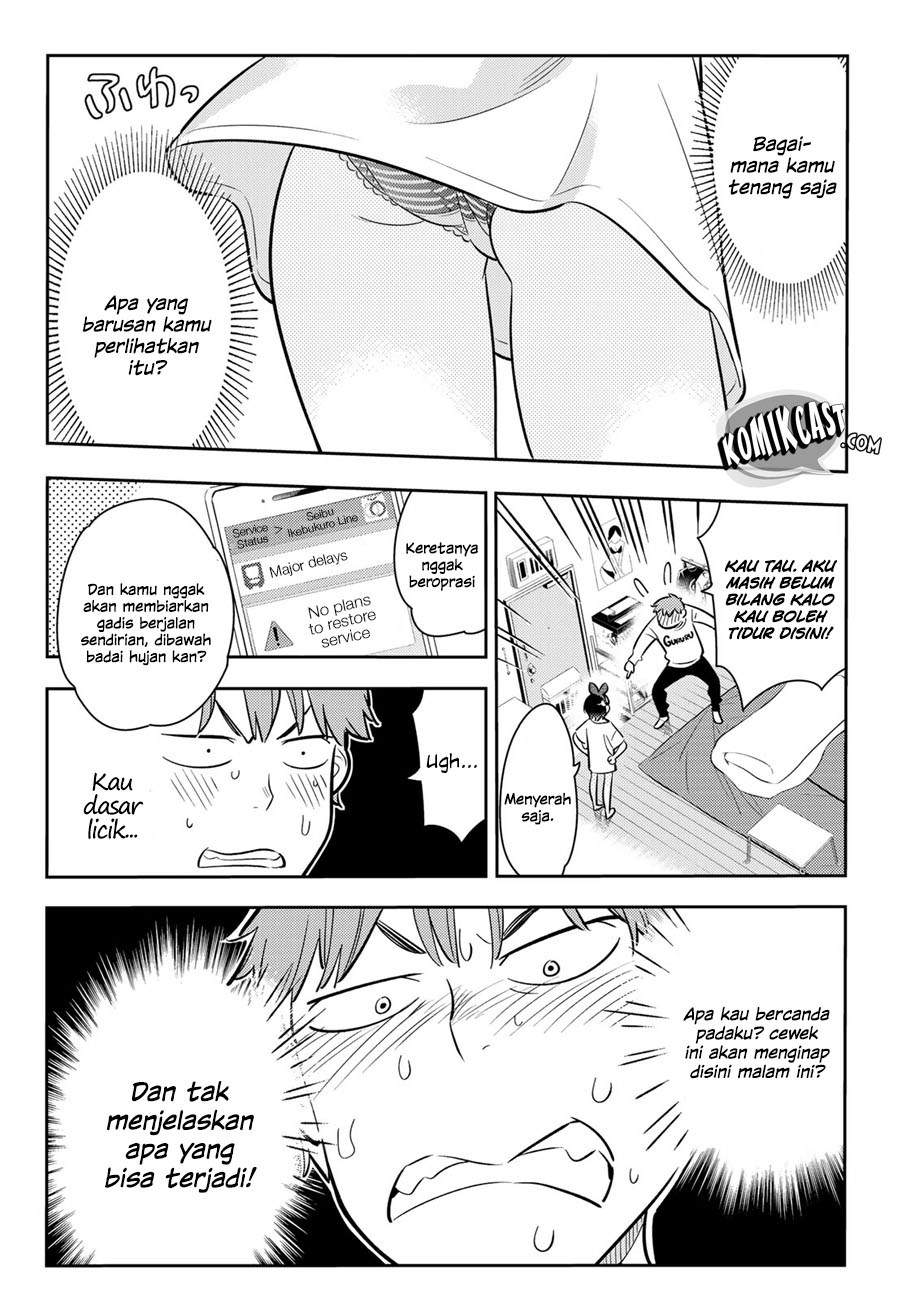 ふわっ
Bagai-
mana kamu
tenang saja
Apa yang
barusan kamu
perlihatkan
itu?
KOMIKCAST
.COM
KAU TAU. AKU
MASIH BELUM
BILANG KALO
KAU BOLEH
TIDUR DISINI!
Gururu
Menyerah
saja.
Keretanya
nggak
beroprasi
Service
Status
>
Seibu
Ikebukuro Line
Major delays
No plans
to restore
service
Dan kamu nggak
akan membiarkan
gadis berjalan
sendirian, dibawah
badai hujan kan?
Ugh...
Kau
dasar
licik...
Apa kau bercanda
padaku? cewek
ini akan menginap
disini malam ini?
Dan tak
menjelaskan
apa yang
bisa terjadi!